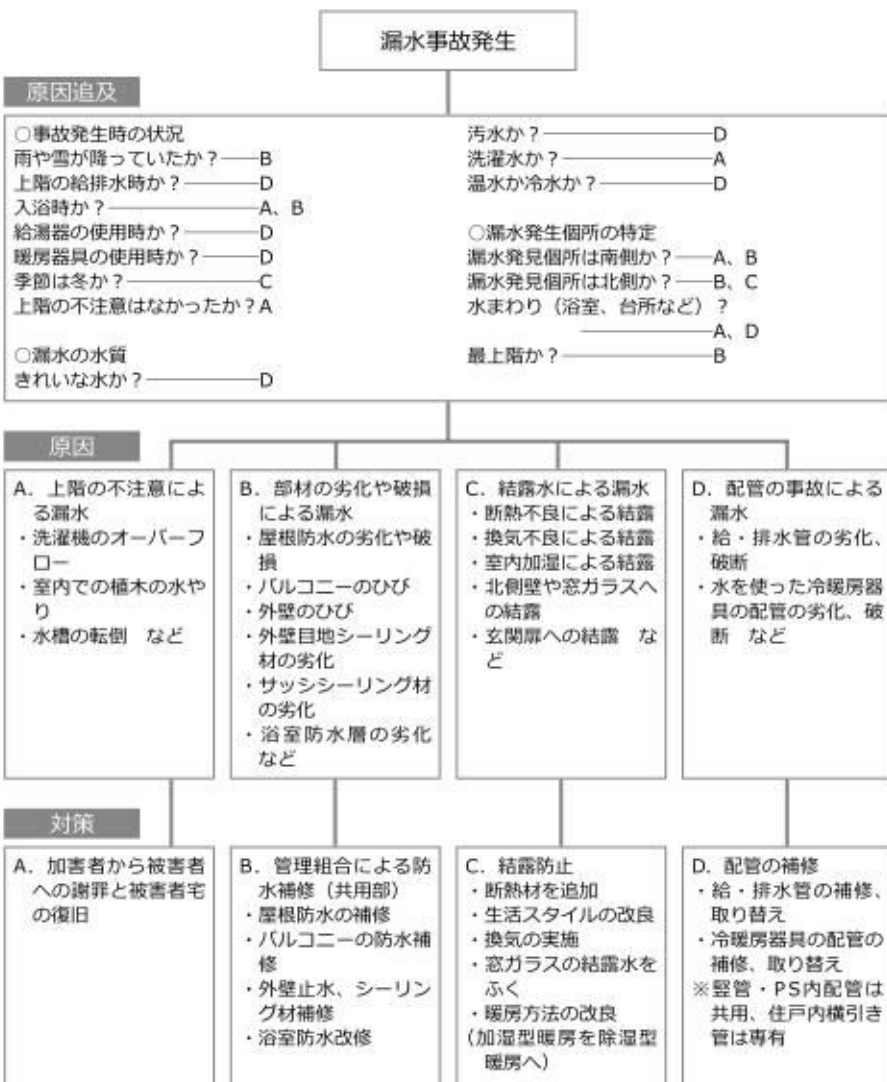 漏水事故発生
原因追及
○事故発生時の状況
雨や雪が降っていたか？――B
上階の給排水時か？――――D
入浴時か？――――――――A、B
給湯器の使用時か？――――D
暖房器具の使用時か？―――D
季節は冬か？―――――――C
上階の不注意はなかったか？A
○漏水の水質
きれいな水か？――――――D
汚水か？―――――――――D
洗濯水か？――――――――A
温水か冷水か？――――――D
○漏水発生個所の特定
漏水発見個所は南側か？――A、B
漏水発見個所は北側か？――B、C
水まわり（浴室、台所など）？
―――――――A、D
最上階か？――――――――B
原因
A．上階の不注意によ
る漏水
・洗濯機のオーバーフ
ロー
・室内での植木の水や
り
・水槽の転倒　など
B．部材の劣化や破損
による漏水
・屋根防水の劣化や破
損
・バルコニーのひび
・外壁のひび
・外壁目地シーリング
材の劣化
・サッシシーリング材
の劣化
・浴室防水層の劣化
など
C．結露水による漏水
・断熱不良による結露
・換気不良による結露
・室内加湿による結露
・北側壁や窓ガラスへ
の結露
・玄関扉への結露　な
ど
D．配管の事故による
漏水
・給・排水管の劣化、
破断
・水を使った冷暖房器
具の配管の劣化、破
断　など
対策
A．加害者から被害者
への謝罪と被害者宅
の復旧
B．管理組合による防
水補修（共用部）
・屋根防水の補修
・バルコニーの防水補
修
・外壁止水、シーリン
グ材補修
・浴室防水改修
C．結露防止
・断熱材を追加
・生活スタイルの改良
・換気の実施
・窓ガラスの結露水を
ふく
・暖房方法の改良
（加湿型暖房を除湿型
暖房へ）
D．配管の補修
・給・排水管の補修、
取り替え
・冷暖房器具の配管の
補修、取り替え
※竪管・PS内配管は
共用、住戸内横引き
管は専有